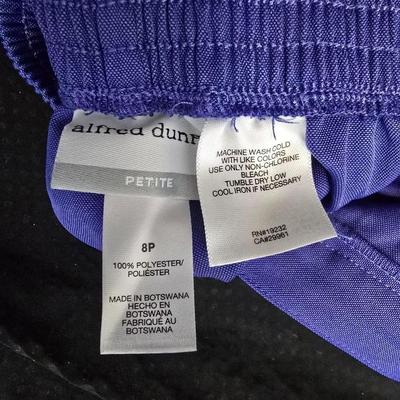 alfred dunn
PETITE
8P
100% POLYESTER/
POLIÉSTER
MADE IN BOTSWANA
HECHO EN
BOTSWANA
FABRIQUÉ AU
BOTSWANA
MACHINE WASH COLD
WITH LIKE COLORS
USE ONLY NON-CHLORINE
BLEACH
TUMBLE DRY LOW
COOL IRON IF NECESSARY
RN#19232
CA#29961